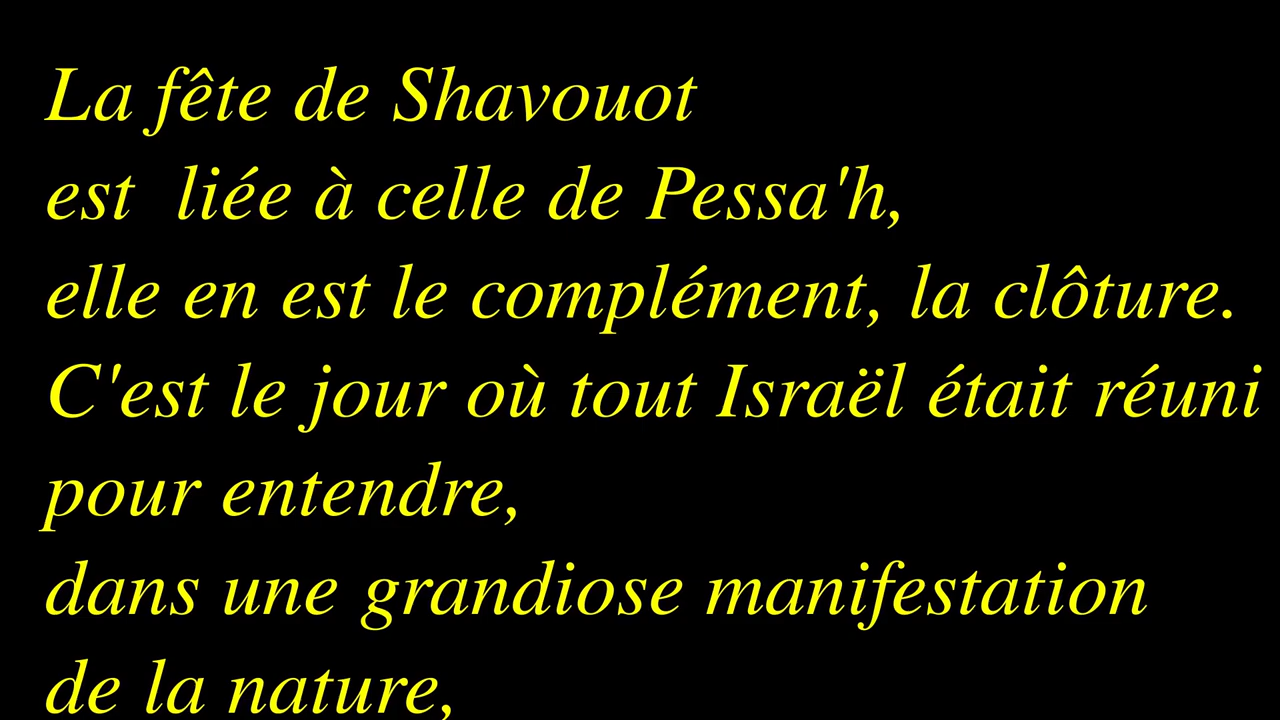 La fête de Shavouot
est  liée à celle de Pessa'h,
elle en est le complément, la clôture.
C'est le jour où tout Israël était réuni
pour entendre,
dans une grandiose manifestation
de la nature,